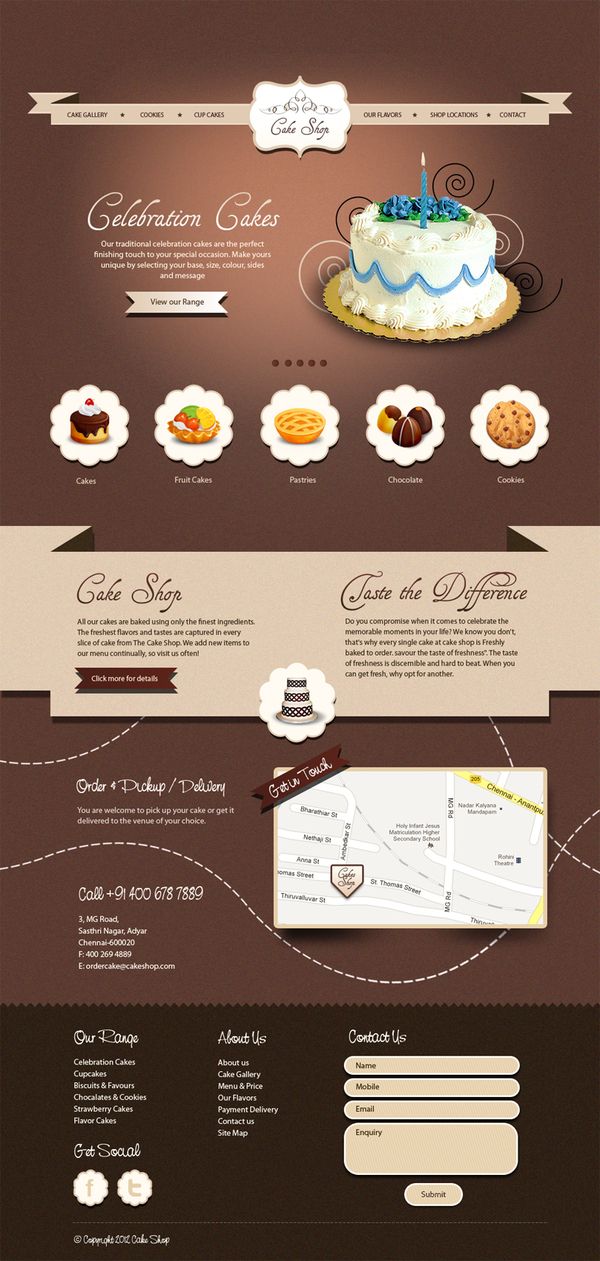 CAKE GALLERY ★ COOKIES ★ CUP CAKES
Cake Shop
OUR FLAVORS ★ SHOP LOCATIONS ★ CONTACT
Celebration Cakes
Our traditional celebration cakes are the perfect
finishing touch to your special occasion. Make yours
unique by selecting your base, size, colour, sides
and message
View our Range
Cakes
Fruit Cakes
Pastries
Chocolate
Cookies
Cake Shop
All our cakes are baked using only the finest ingredients.
The freshest flavors and tastes are captured in every
slice of cake from The Cake Shop. We add new items to
our menu continually, so visit us often!
Click more for details
Taste the Difference
Do you compromise when it comes to celebrate the
memorable moments in your life? We know you don't,
that's why every single cake at cake shop is Freshly
baked to order. savour the taste of freshness". The taste
of freshness is discernible and hard to beat. When you
can get fresh, why opt for another.
Order & Pickup / Delivery
You are welcome to pick up your cake or get it
delivered to the venue of your choice.
Call +91 400 678 7889
3, MG Road,
Sasthri Nagar, Adyar
Chennai-600020
F: 400 269 4889
E: ordercake@cakeshop.com
Get in Touch
205
Chennai - Anantpu
Bharathiar St
Nethaji St
Anna St
homas Street
Thiruvalluvar St
Ambedkar St
Holy Infant Jesus
Matriculation Higher
Secondary School
MG Rd
Nadar Kalyana
Mandapam
Rohini
Theatre
Cakes
Shop
St. Thomas Street
MG Rd
Thiruvall
Our Range
Celebration Cakes
Cupcakes
Biscuits & Favours
Chocalates & Cookies
Strawberry Cakes
Flavor Cakes
Get Social
f
t
About Us
About us
Cake Gallery
Menu & Price
Our Flavors
Payment Delivery
Contact us
Site Map
Contact Us
Name
Mobile
Email
Enquiry
Submit
© Copyright 2012 Cake Shop